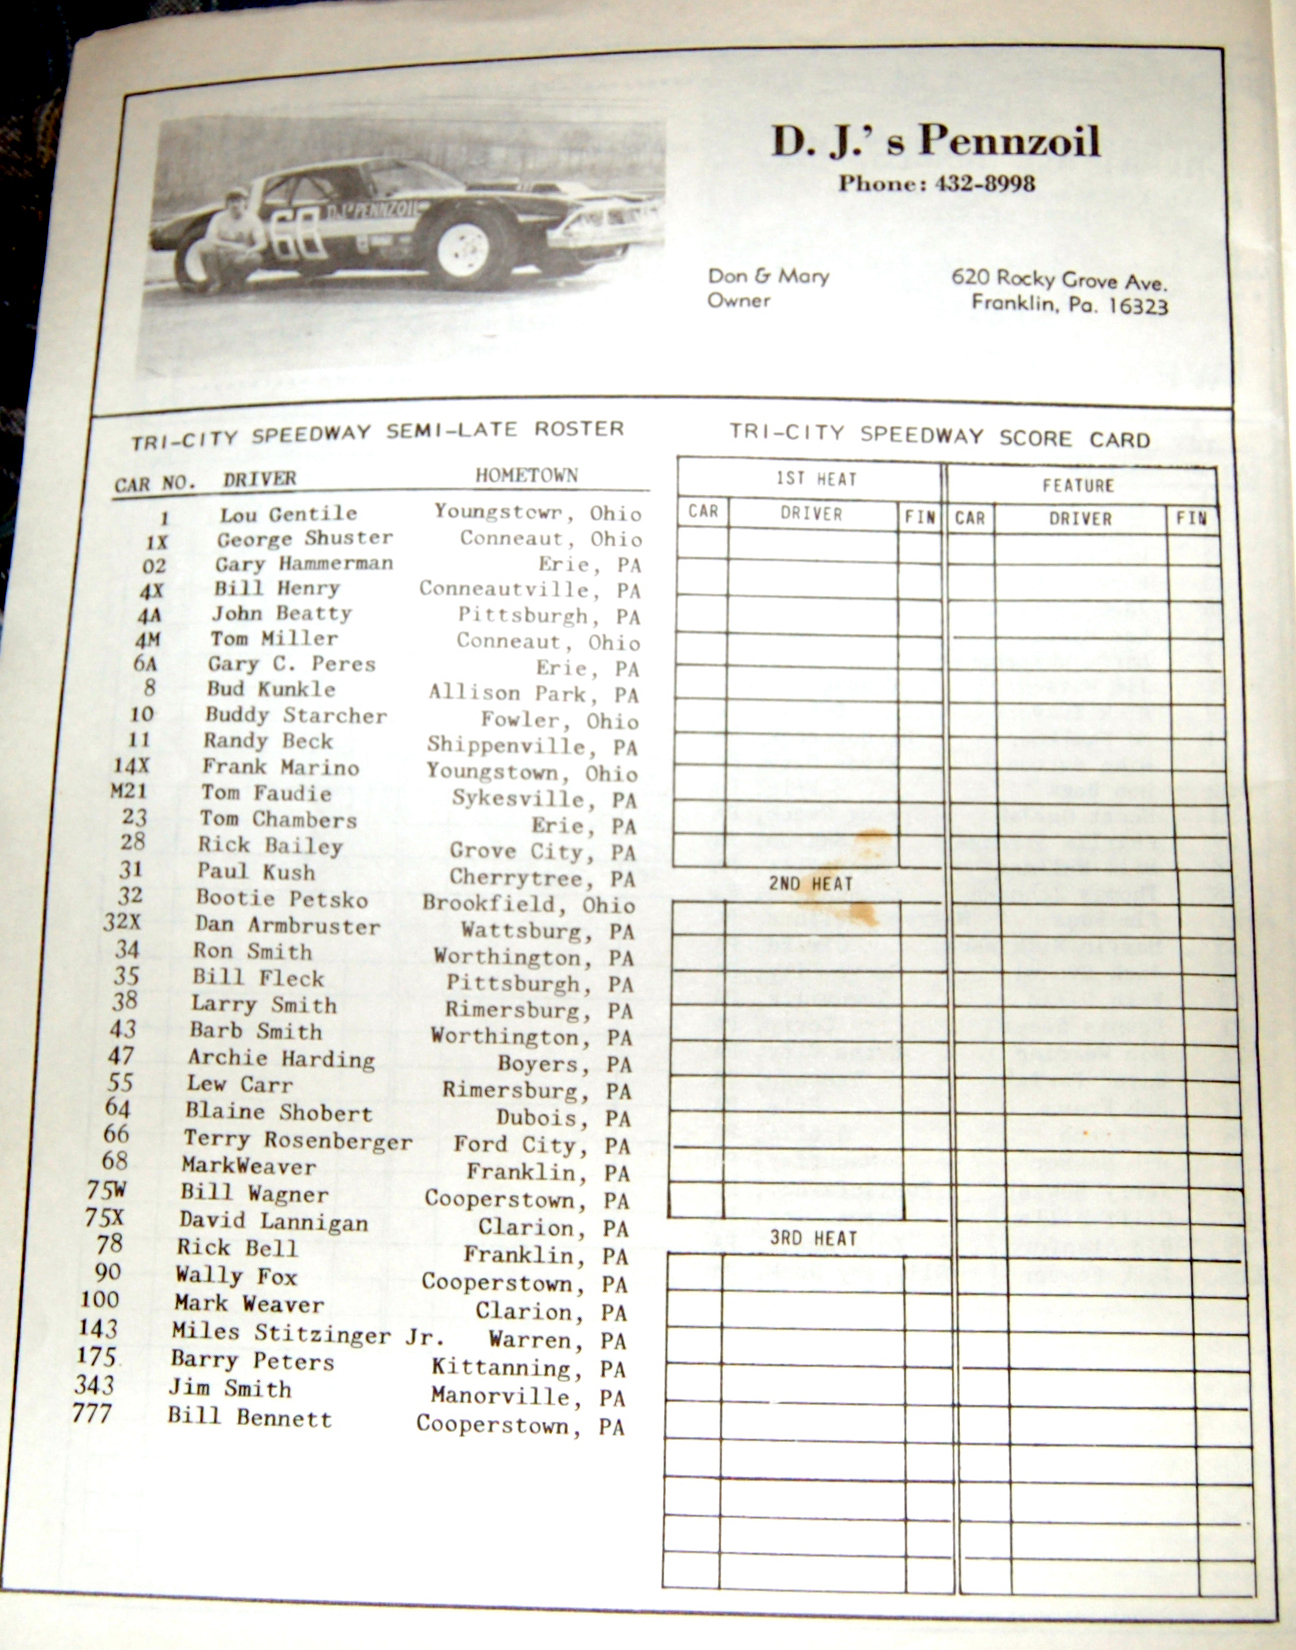 D. J.' s Pennzoil
Phone: 432-8998
68 D.J.'s PENNZOIL
Don & Mary
Owner
620 Rocky Grove Ave.
Franklin, Pa. 16323
TRI-CITY SPEEDWAY SEMI-LATE ROSTER
CAR NO. DRIVER HOMETOWN
1 Lou Gentile Youngstowr, Ohio
1X George Shuster Conneaut, Ohio
02 Gary Hammerman Erie, PA
4X Bill Henry Conneautville, PA
4A John Beatty Pittsburgh, PA
4M Tom Miller Conneaut, Ohio
6A Gary C. Peres Erie, PA
8 Bud Kunkle Allison Park, PA
10 Buddy Starcher Fowler, Ohio
11 Randy Beck Shippenville, PA
14X Frank Marino Youngstown, Ohio
M21 Tom Faudie Sykesville, PA
23 Tom Chambers Erie, PA
28 Rick Bailey Grove City, PA
31 Paul Kush Cherrytree, PA
32 Bootie Petsko Brookfield, Ohio
32X Dan Armbruster Wattsburg, PA
34 Ron Smith Worthington, PA
35 Bill Fleck Pittsburgh, PA
38 Larry Smith Rimersburg, PA
43 Barb Smith Worthington, PA
47 Archie Harding Boyers, PA
55 Lew Carr Rimersburg, PA
64 Blaine Shobert Dubois, PA
66 Terry Rosenberger Ford City, PA
68 MarkWeaver Franklin, PA
75W Bill Wagner Cooperstown, PA
75X David Lannigan Clarion, PA
78 Rick Bell Franklin, PA
90 Wally Fox Cooperstown, PA
100 Mark Weaver Clarion, PA
143 Miles Stitzinger Jr. Warren, PA
175 Barry Peters Kittanning, PA
343 Jim Smith Manorville, PA
777 Bill Bennett Cooperstown, PA
TRI-CITY SPEEDWAY SCORE CARD
1ST HEAT FEATURE
CAR DRIVER FIN CAR DRIVER FIN
2ND HEAT
3RD HEAT